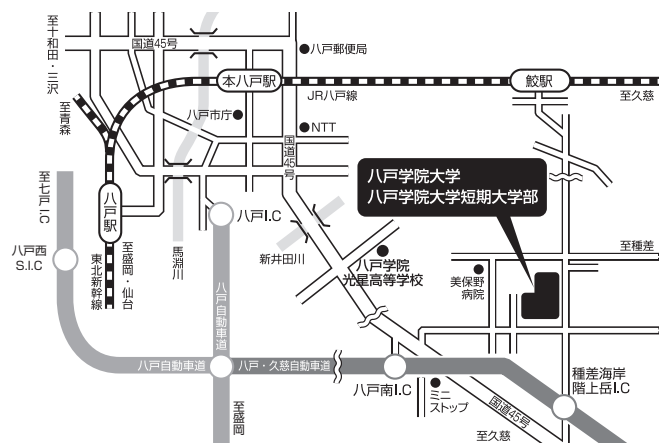 至十和田・三沢
国道45号
八戸郵便局
本八戸駅
鮫駅
JR八戸線
至久慈
至青森
八戸市庁
NTT
国道45号
八戸学院大学
八戸学院大学短期大学部
至七戸I.C
八戸駅
八戸I.C
馬淵川
新井田川
八戸学院
光星高等学校
至種差
美保野
病院
八戸西
S.I.C
東北新幹線
至盛岡・仙台
八戸自動車道
八戸自動車道
八戸・久慈自動車道
八戸南I.C
種差海岸
階上岳I.C
ミニ
ストップ
国道45号
至盛岡
至久慈